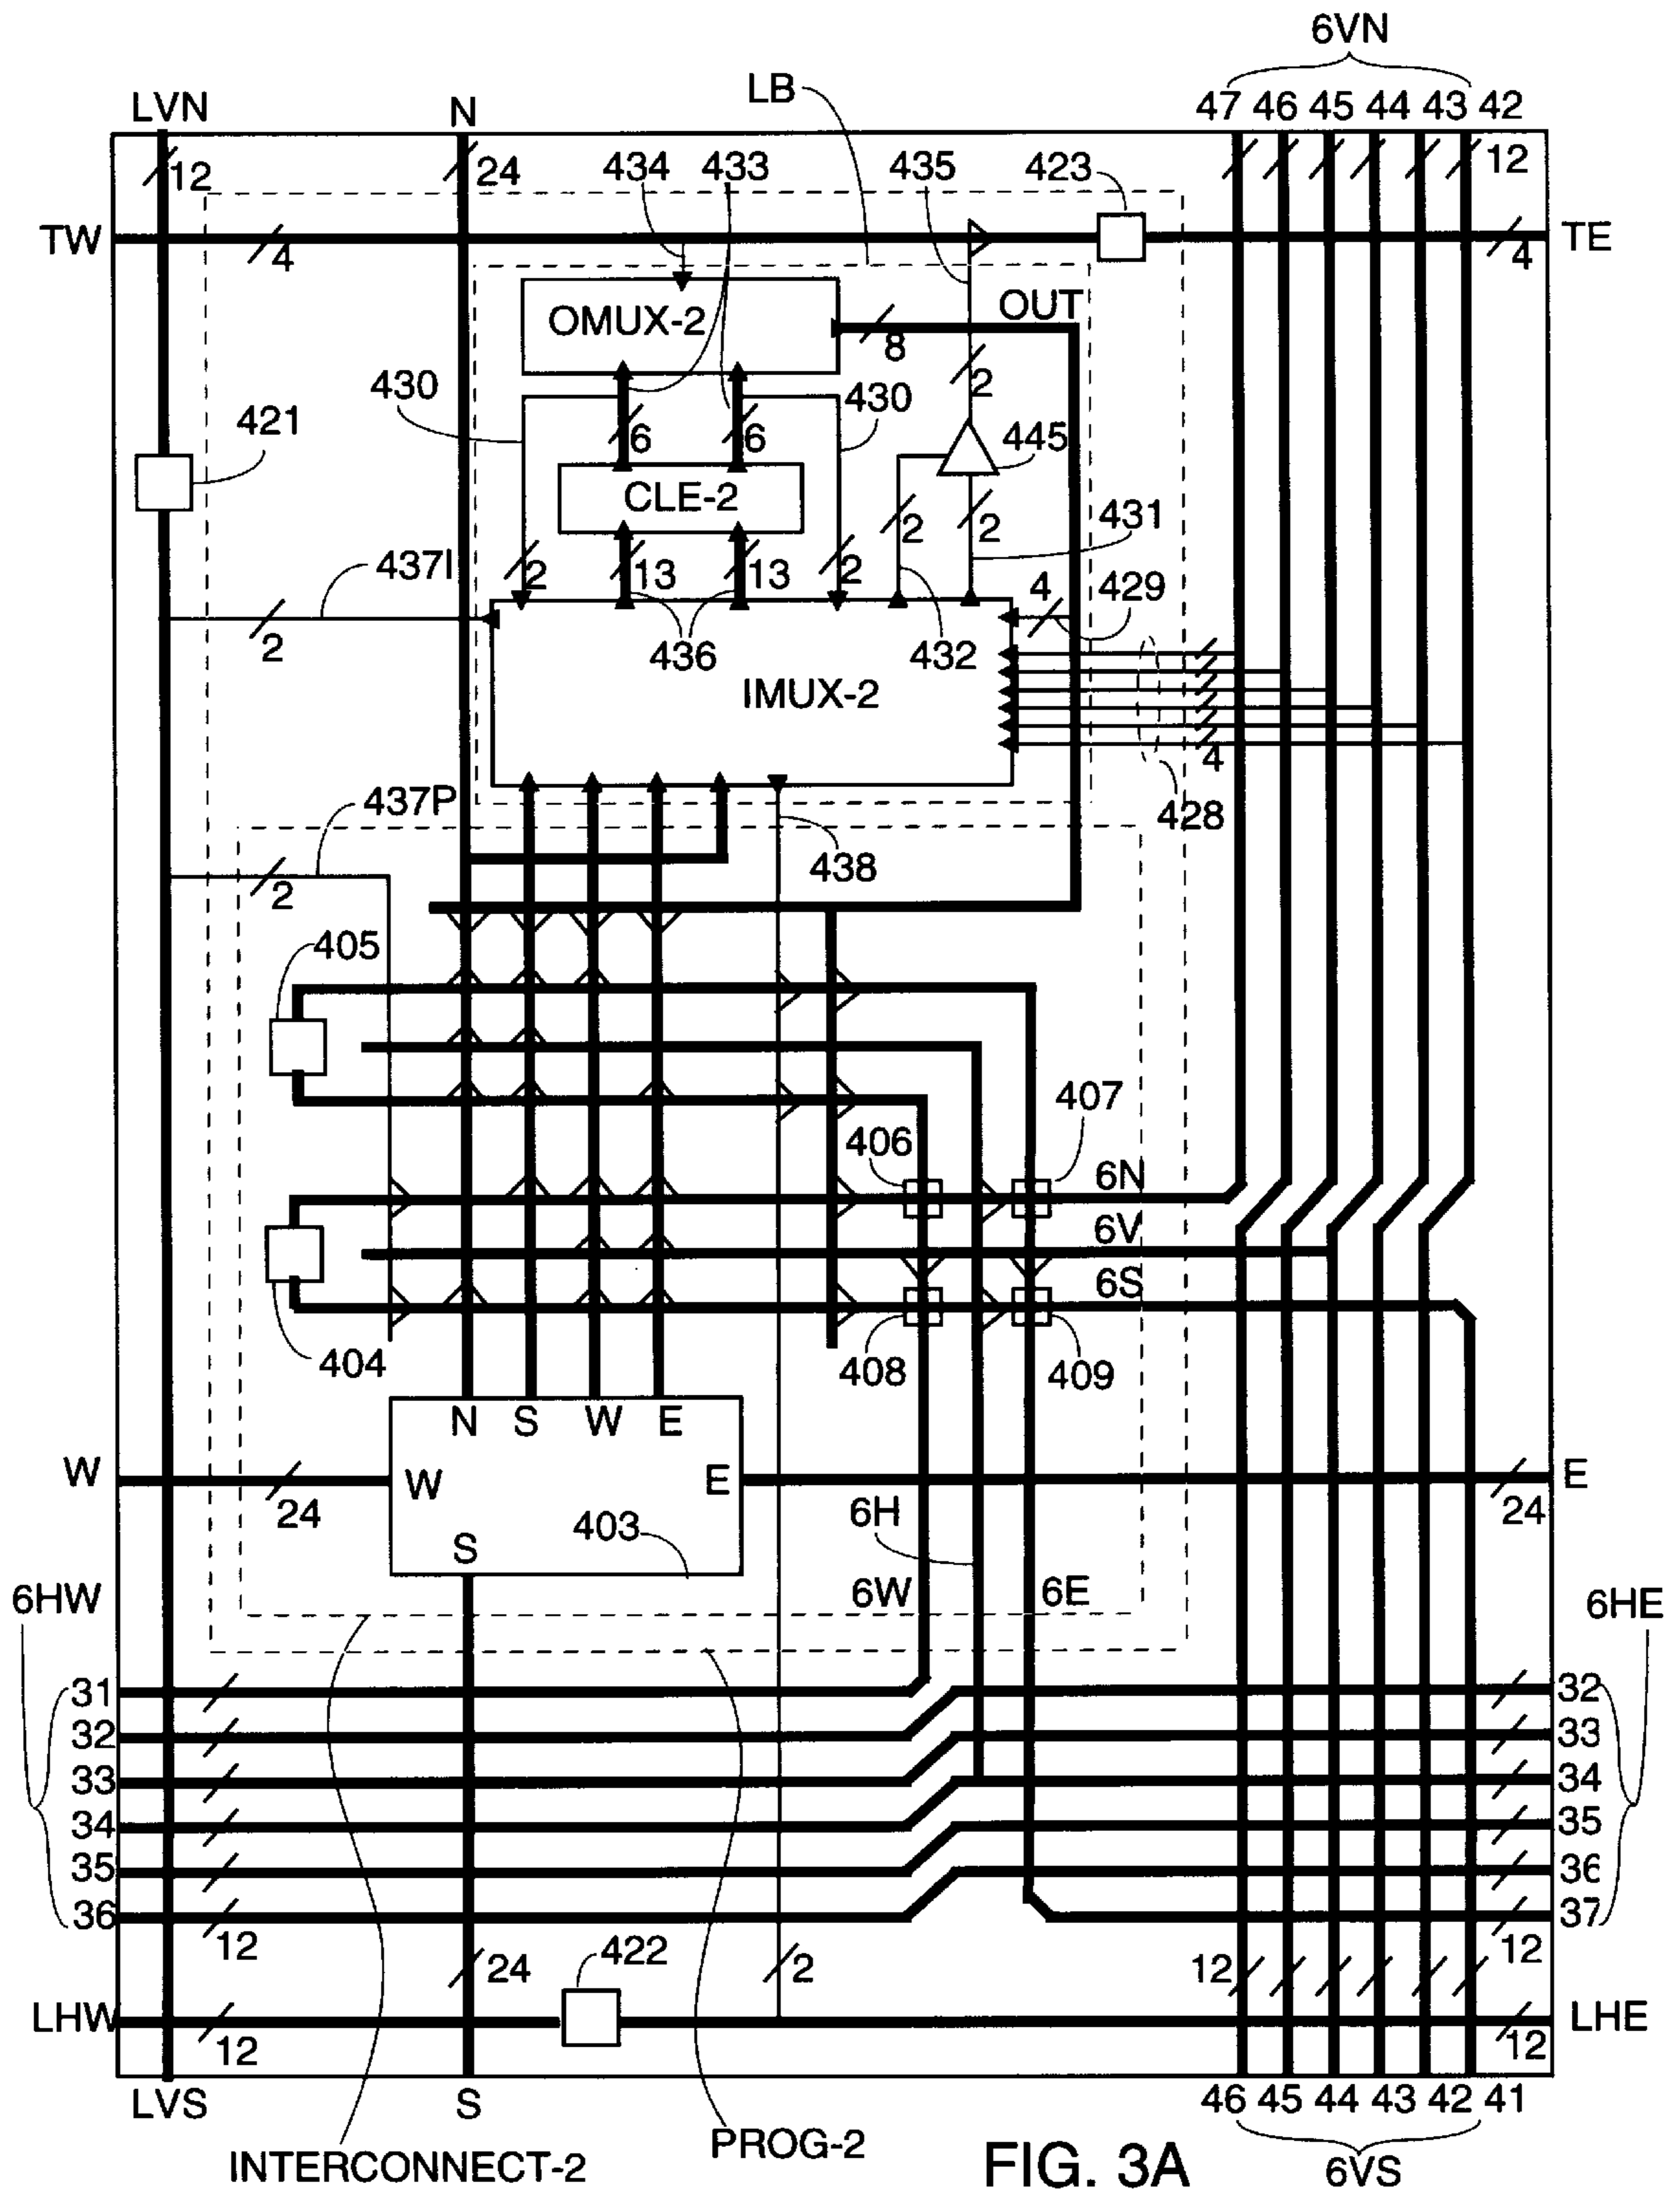 6VN
LVN N LB 47 46 45 44 43 42
12 24 434 433 435 423 12
TW 4 4 TE
OMUX-2 OUT
8
430 2 430
421 6 6 445
CLE-2
2 2 431
437I 2 13 13 2 4 429
2 436 432
IMUX-2
4
437P 428
438
2
405
407
406
6N
6V
6S
404 408 409
N S W E
W W E E
24 6H 24
403
S
6HW 6W 6E 6HE
31 32
32 33
33 34
34 35
35 36
36 37
12 422 12
24 2 12
LHW LHE
12 12
LVS S 46 45 44 43 42 41
INTERCONNECT-2 PROG-2 FIG. 3A 6VS